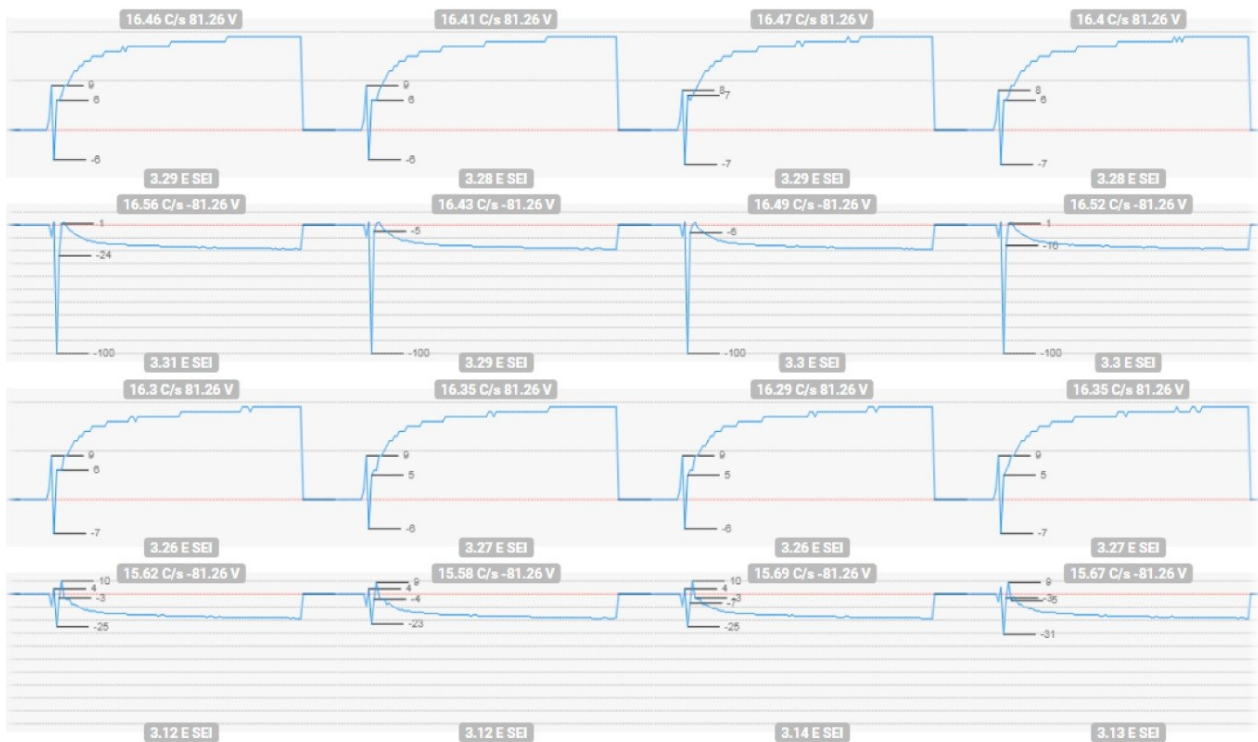 16.46 C/s 81.26 V 16.41 C/s 81.26 V 16.47 C/s 81.26 V 16.4 C/s 81.26 V
9 9 8 8
6 6 7 6
-6 -6 -7 -7
3.29 E SEI 3.28 E SEI 3.29 E SEI 3.28 E SEI
16.56 C/s -81.26 V 16.43 C/s -81.26 V 16.49 C/s -81.26 V 16.52 C/s -81.26 V
1 -5 -6 1
-24 -16
-100 -100 -100 -100
3.31 E SEI 3.29 E SEI 3.3 E SEI 3.3 E SEI
16.3 C/s 81.26 V 16.35 C/s 81.26 V 16.29 C/s 81.26 V 16.35 C/s 81.26 V
9 9 9 9
6 5 5 5
-7 -6 -6 -7
3.26 E SEI 3.27 E SEI 3.26 E SEI 3.27 E SEI
15.62 C/s -81.26 V 15.58 C/s -81.26 V 15.69 C/s -81.26 V 15.67 C/s -81.26 V
10 9 10 9
4 4 4 -3
-3 -4 -3 -5
-7
-25 -23 -25 -31
3.12 E SEI 3.12 E SEI 3.14 E SEI 3.13 E SEI